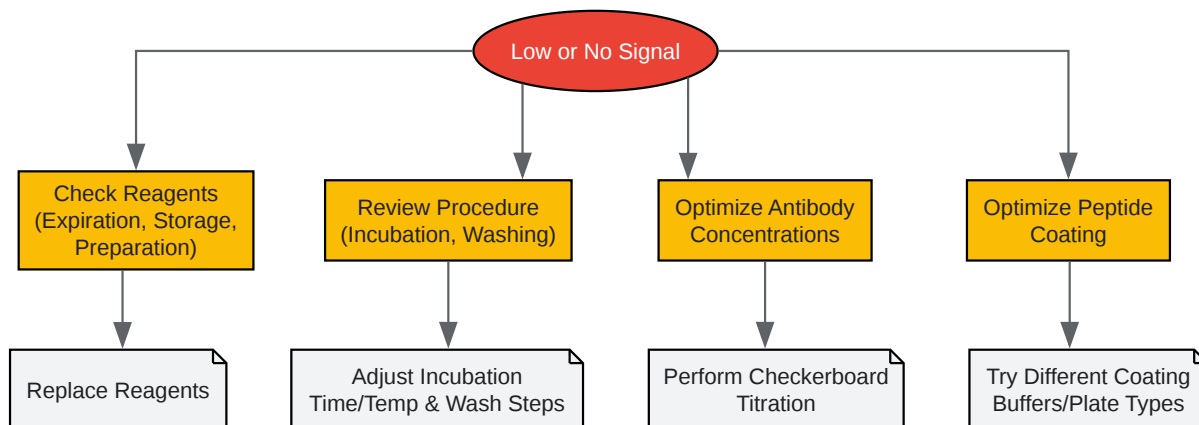 Low or No Signal
Check Reagents
(Expiration, Storage,
Preparation)
Review Procedure
(Incubation, Washing)
Optimize Antibody
Concentrations
Optimize Peptide
Coating
Replace Reagents
Adjust Incubation
Time/Temp & Wash Steps
Perform Checkerboard
Titration
Try Different Coating
Buffers/Plate Types